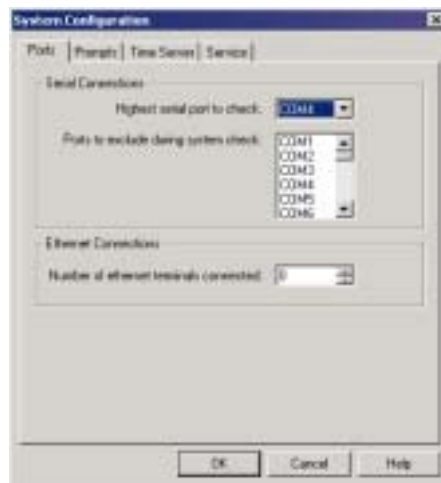 System Configuration
Ports Prompts Time Server Service
Serial Connections
Highest serial port to check: COM4
Ports to exclude during system check:
COM1
COM2
COM3
COM4
COM5
COM6
Ethernet Connections
Number of ethernet terminals connected: 0
OK Cancel Help